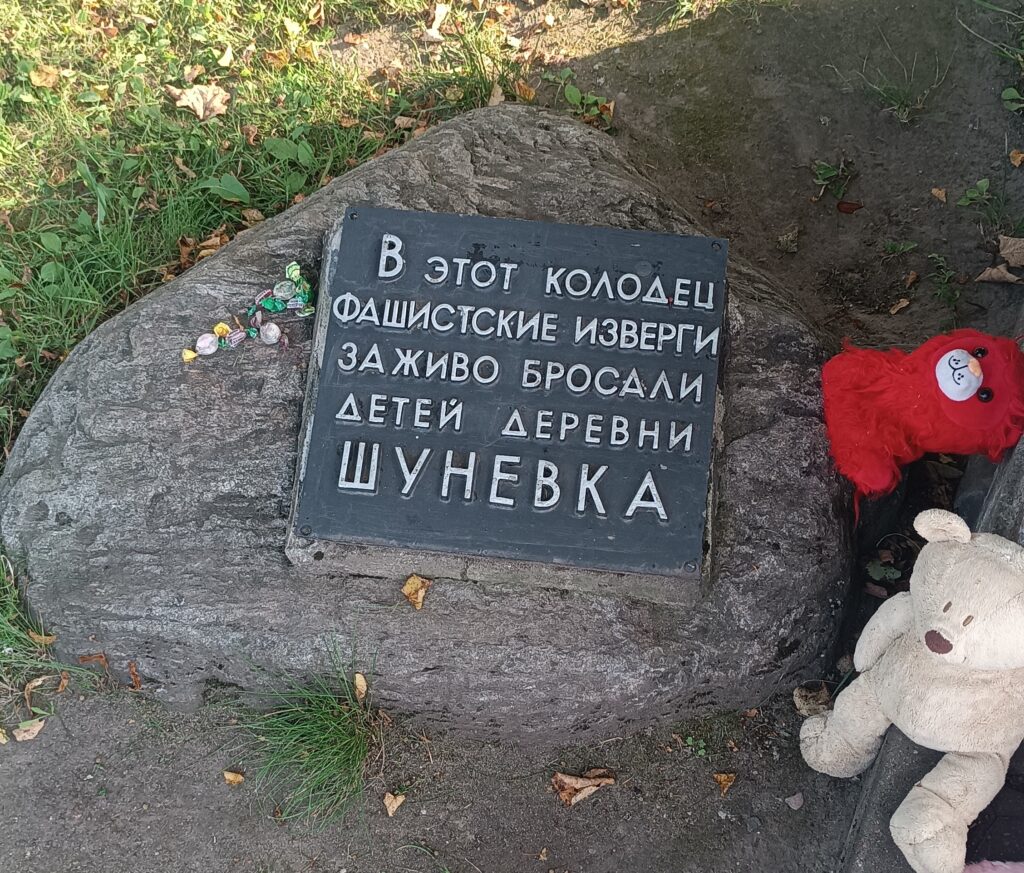 В ЭТОТ КОЛОДЕЦ
ФАШИСТСКИЕ ИЗВЕРГИ
ЗАЖИВО БРОСАЛИ
ДЕТЕЙ ДЕРЕВНИ
ШУНЕВКА